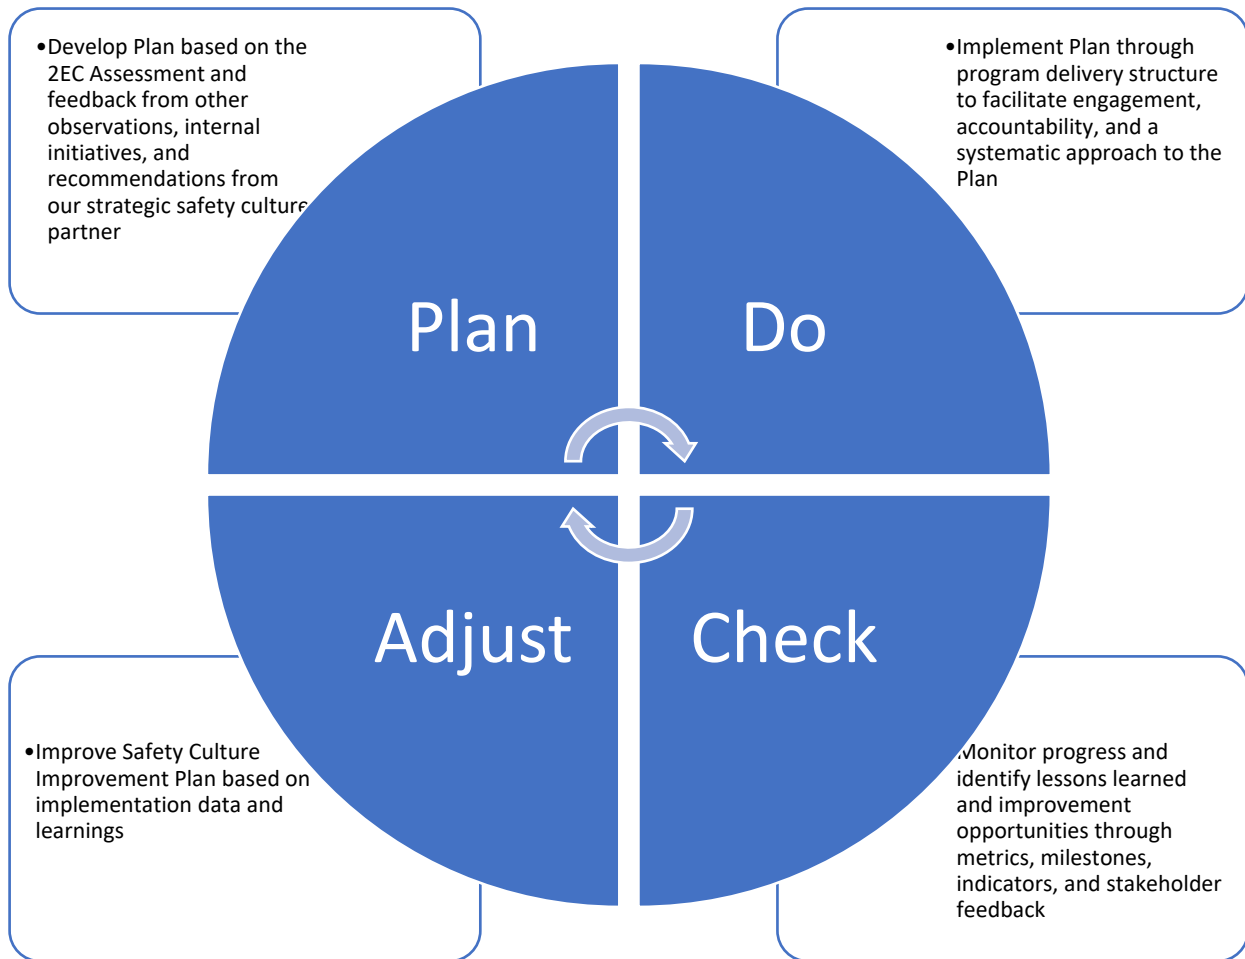 •Develop Plan based on the
2EC Assessment and
feedback from other
observations, internal
initiatives, and
recommendations from
our strategic safety culture
partner
•Implement Plan through
program delivery structure
to facilitate engagement,
accountability, and a
systematic approach to the
Plan
Plan
Do
Adjust
Check
•Improve Safety Culture
Improvement Plan based on
implementation data and
learnings
Monitor progress and
identify lessons learned
and improvement
opportunities through
metrics, milestones,
indicators, and stakeholder
feedback